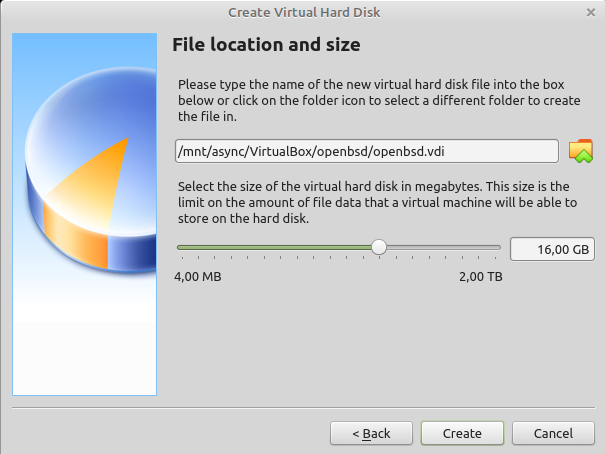 Create Virtual Hard Disk
File location and size
Please type the name of the new virtual hard disk file into the box
below or click on the folder icon to select a different folder to create
the file in.
/mnt/async/VirtualBox/openbsd/openbsd.vdi
Select the size of the virtual hard disk in megabytes. This size is the
limit on the amount of file data that a virtual machine will be able to
store on the hard disk.
16,00 GB
4,00 MB 2,00 TB
< Back Create Cancel